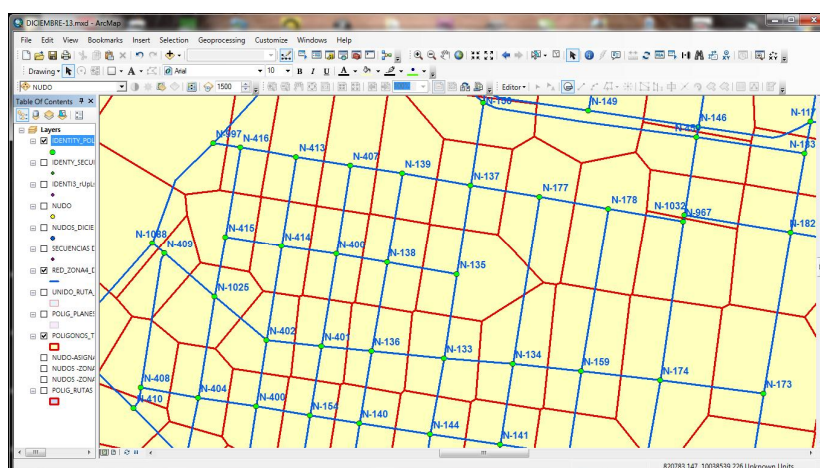 DICIEMBRE-13.mxd - ArcMap
File Edit View Bookmarks Insert Selection Geoprocessing Customize Windows Help
Drawing Arial 10 B I U A
NUDO 1500 Editor
Table Of Contents
Layers
IDENTITY_POL
IDENTY_SECUI
IDENTI3_rUpL
NUDO
NUDOS_DICIE
SECUENCIAS D
RED_ZONA4_D
UNIDO_RUTA_
POLIG_PLANES
POLIGONOS_T
NUDO-ASIGNA
NUDOS -ZONA
NUDOS -ZONA
POLIG_RUTAS
N-149
N-146
N-117
N-997
N-416
N-413
N-407
N-139
N-137
N-183
N-177
N-178
N-1032
N-967
N-182
N-1088
N-409
N-415
N-414
N-400
N-138
N-135
N-1025
N-402
N-401
N-136
N-133
N-134
N-159
N-174
N-173
N-408
N-410
N-404
N-400
N-154
N-140
N-144
N-141
820783,147 10038539,226 Unknown Units